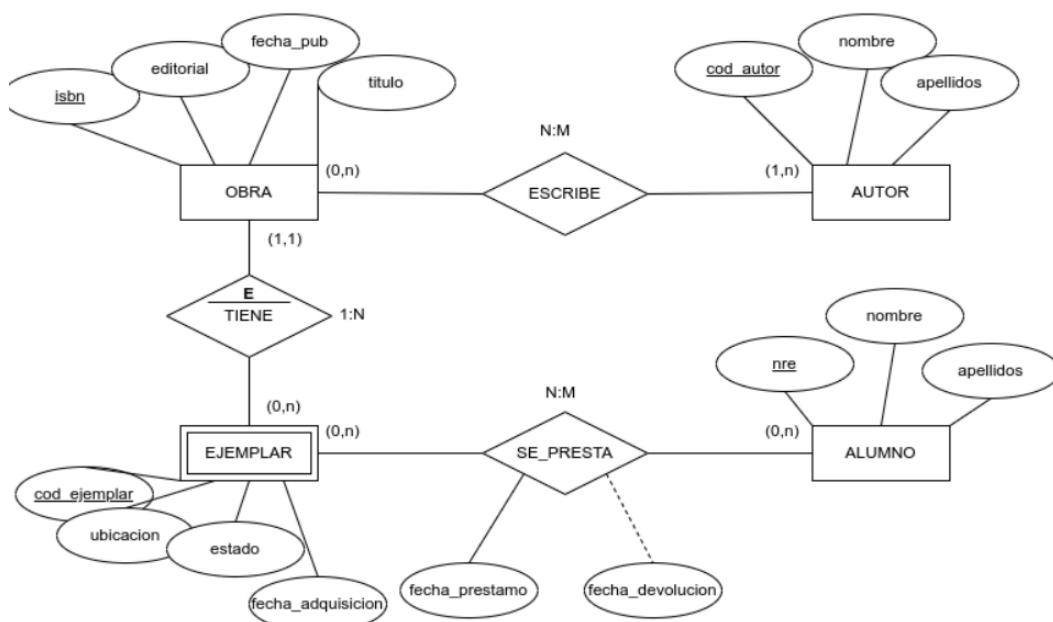 fecha_pub
nombre
editorial
cod_autor
isbn
titulo
apellidos
N:M
(0,n)
(1,n)
OBRA
ESCRIBE
AUTOR
(1,1)
E
TIENE
1:N
nombre
nre
apellidos
N:M
(0,n)
(0,n)
(0,n)
EJEMPLAR
SE_PRESTA
ALUMNO
cod_ejemplar
ubicacion
estado
fecha_prestamo
fecha_devolucion
fecha_adquisicion